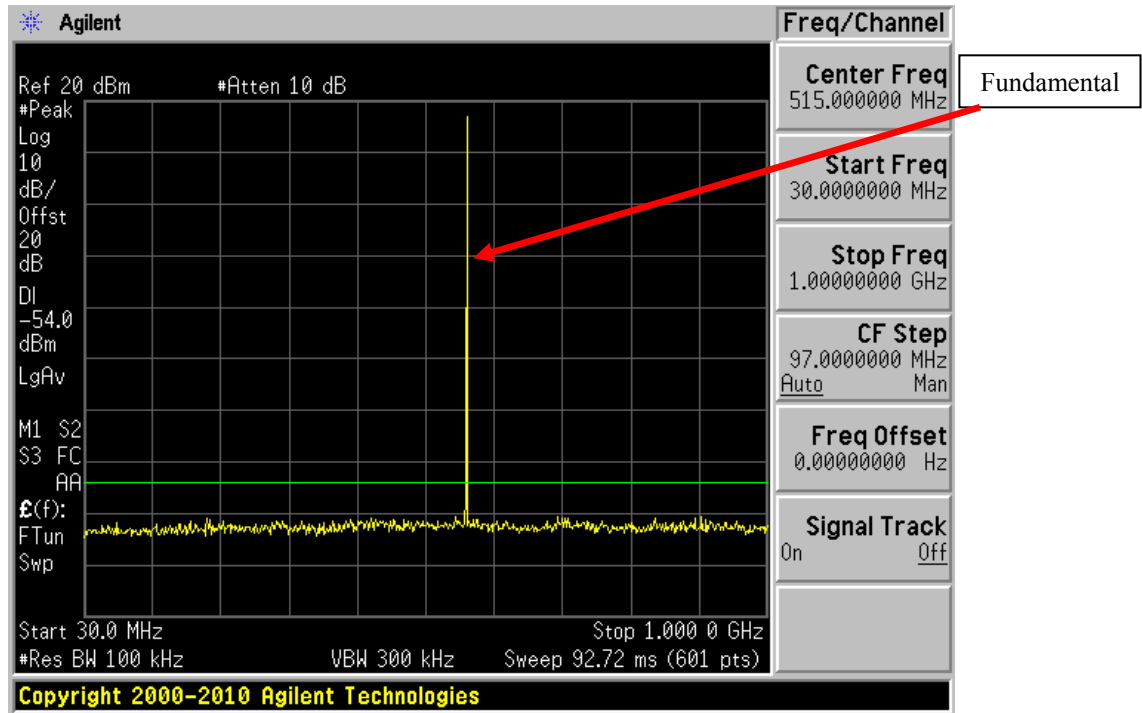 Agilent
Freq/Channel
Ref 20 dBm #Atten 10 dB
#Peak
Log
10
dB/
Offst
20
dB
DI
-54.0
dBm
LgAv
M1 S2
S3 FC
AA
£(f):
FTun
Swp
Start 30.0 MHz Stop 1.000 0 GHz
#Res BW 100 kHz VBW 300 kHz Sweep 92.72 ms (601 pts)
Copyright 2000-2010 Agilent Technologies
Center Freq
515.000000 MHz
Start Freq
30.0000000 MHz
Stop Freq
1.00000000 GHz
CF Step
97.0000000 MHz
Auto Man
Freq Offset
0.00000000 Hz
Signal Track
On Off
Fundamental